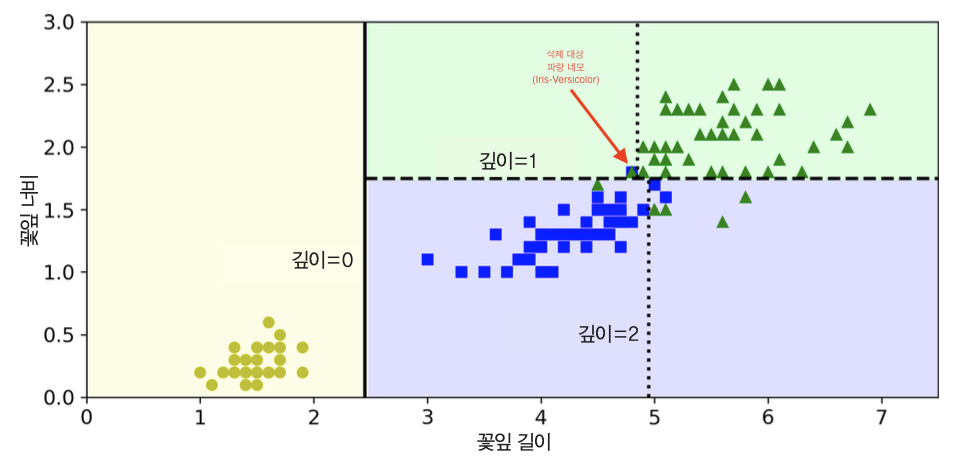 3.0
2.5
2.0
1.5
1.0
0.5
0.0
꽃잎 너비
삭제 대상
파랑 네모
(Iris-Versicolor)
깊이=1
깊이=0
깊이=2
0 1 2 3 4 5 6 7
꽃잎 길이